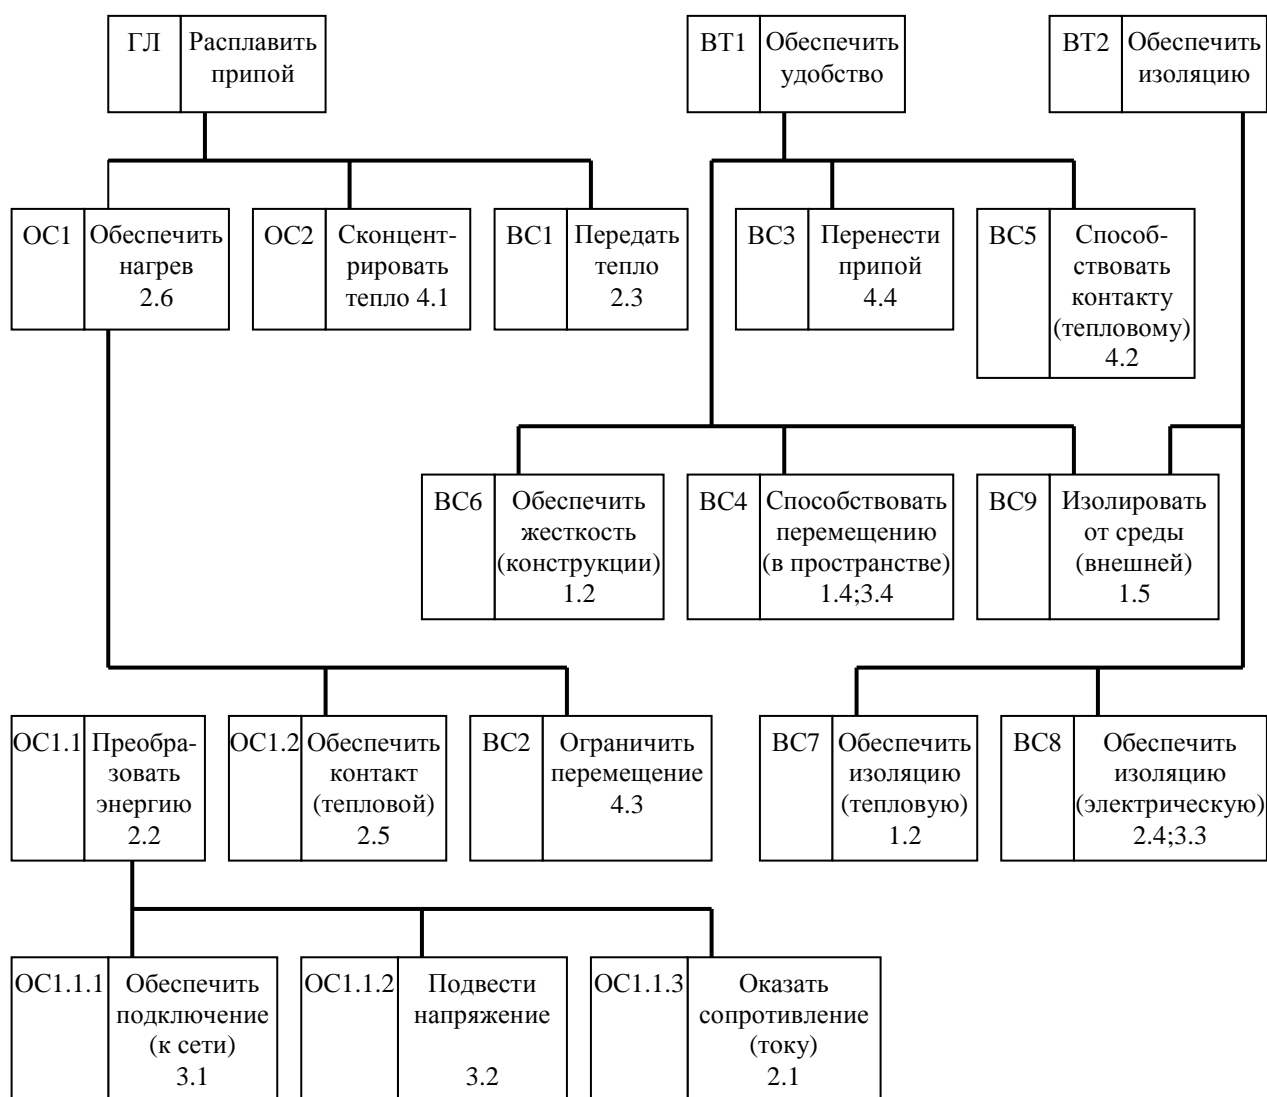 ГЛ
Расплавить
припой
ВТ1
Обеспечить
удобство
ВТ2
Обеспечить
изоляцию
ОС1
Обеспечить
нагрев
2.6
ОС2
Сконцент-
рировать
тепло 4.1
ВС1
Передать
тепло
2.3
ВС3
Перенести
припой
4.4
ВС5
Способ-
ствовать
контакту
(тепловому)
4.2
ВС6
Обеспечить
жесткость
(конструкции)
1.2
ВС4
Способствовать
перемещению
(в пространстве)
1.4;3.4
ВС9
Изолировать
от среды
(внешней)
1.5
ОС1.1
Преобра-
зовать
энергию
2.2
ОС1.2
Обеспечить
контакт
(тепловой)
2.5
ВС2
Ограничить
перемещение
4.3
ВС7
Обеспечить
изоляцию
(тепловую)
1.2
ВС8
Обеспечить
изоляцию
(электрическую)
2.4;3.3
ОС1.1.1
Обеспечить
подключение
(к сети)
3.1
ОС1.1.2
Подвести
напряжение
3.2
ОС1.1.3
Оказать
сопротивление
(току)
2.1